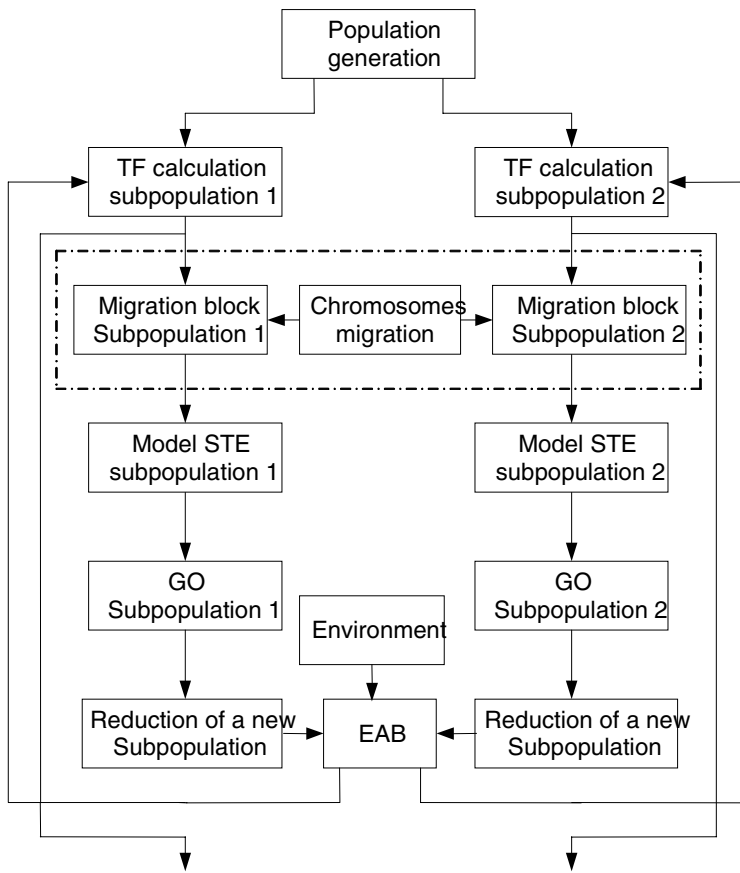 Population
generation
TF calculation
subpopulation 1
TF calculation
subpopulation 2
Migration block
Subpopulation 1
Chromosomes
migration
Migration block
Subpopulation 2
Model STE
subpopulation 1
Model STE
subpopulation 2
GO
Subpopulation 1
GO
Subpopulation 2
Environment
Reduction of a new
Subpopulation
EAB
Reduction of a new
Subpopulation